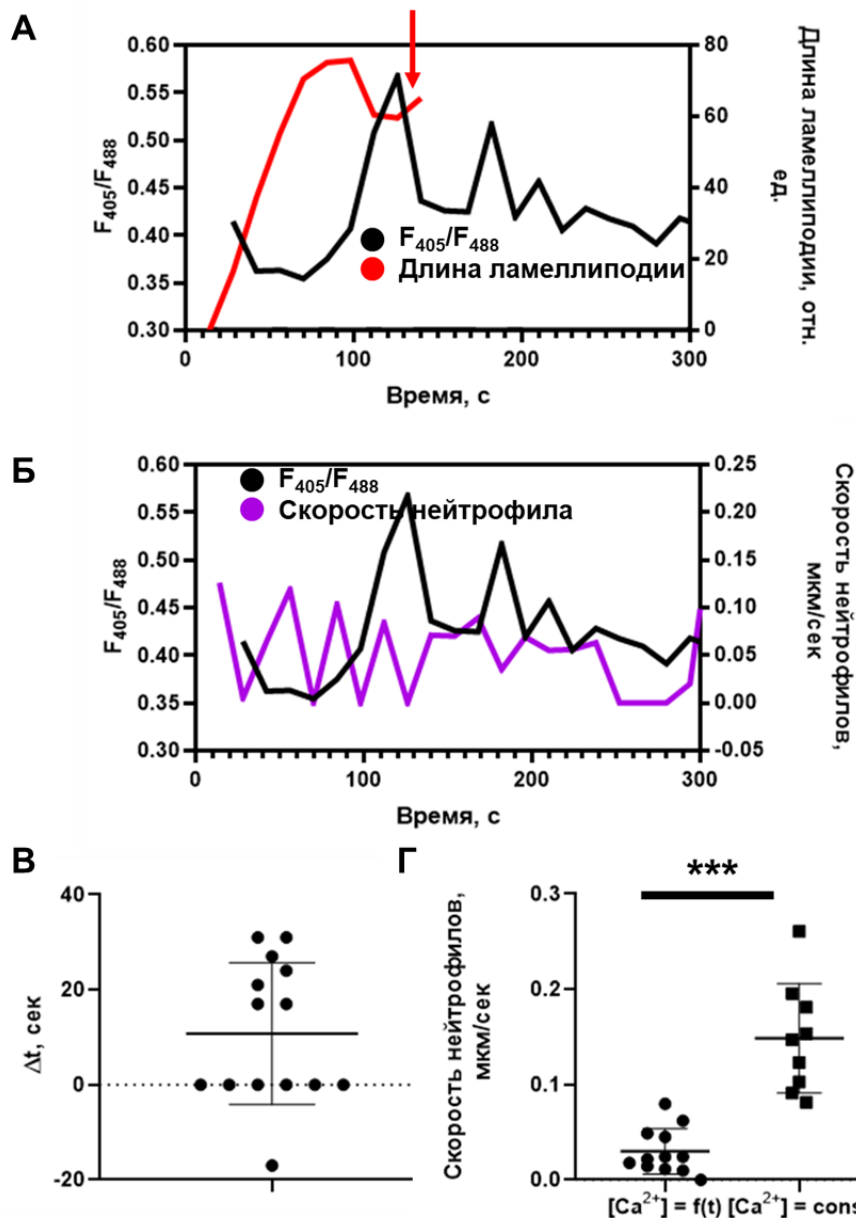 А
0.60
0.55
0.50
0.45
0.40
0.35
0.30
F405/F488
80
60
40
20
0
Длина ламеллиподии, отн. ед.
F405/F488
Длина ламеллиподии
0
100
200
300
Время, с
Б
0.60
0.55
0.50
0.45
0.40
0.35
0.30
F405/F488
0.25
0.20
0.15
0.10
0.05
0.00
-0.05
Скорость нейтрофилов, мкм/сек
F405/F488
Скорость нейтрофила
0
100
200
300
Время, с
В
40
20
0
-20
Δt, сек
Г
***
0.3
0.2
0.1
0.0
Скорость нейтрофилов, мкм/сек
[Ca2+] = f(t) [Ca2+] = cons